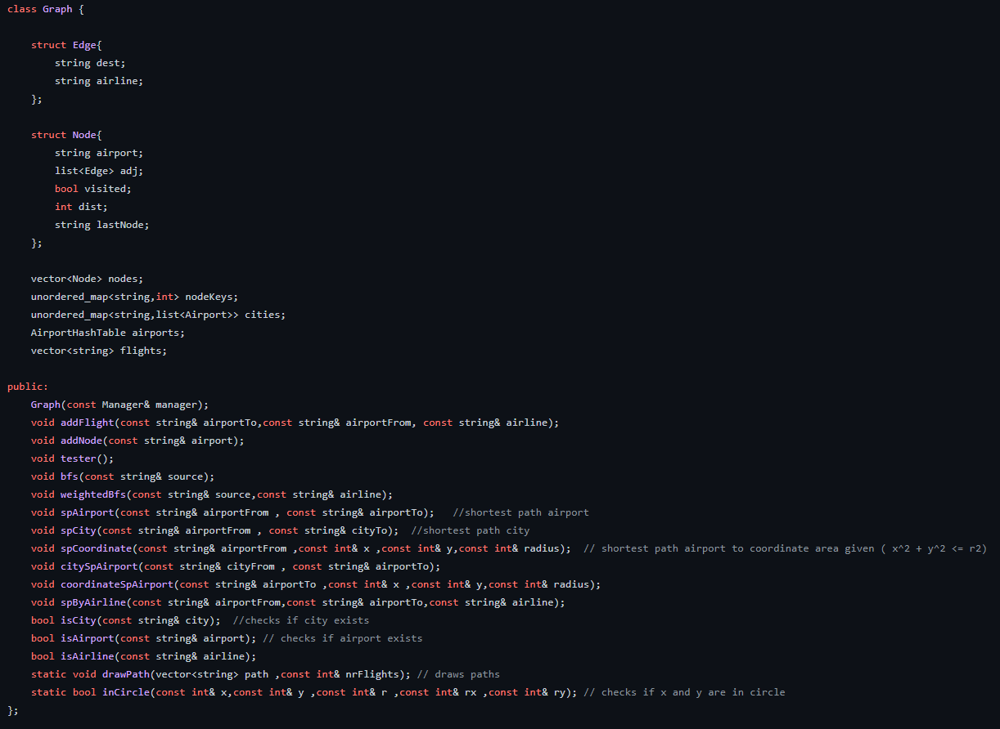 class Graph {
    struct Edge{
        string dest;
        string airline;
    };
    struct Node{
        string airport;
        list<Edge> adj;
        bool visited;
        int dist;
        string lastNode;
    };
    vector<Node> nodes;
    unordered_map<string,int> nodeKeys;
    unordered_map<string,list<Airport>> cities;
    AirportHashTable airports;
    vector<string> flights;
public:
    Graph(const Manager& manager);
    void addFlight(const string& airportTo,const string& airportFrom, const string& airline);
    void addNode(const string& airport);
    void tester();
    void bfs(const string& source);
    void weightedBfs(const string& source,const string& airline);
    void spAirport(const string& airportFrom , const string& airportTo);   //shortest path airport
    void spCity(const string& airportFrom , const string& cityTo);  //shortest path city
    void spCoordinate(const string& airportFrom ,const int& x ,const int& y,const int& radius);  // shortest path airport to coordinate area given ( x^2 + y^2 <= r2)
    void citySpAirport(const string& cityFrom , const string& airportTo);
    void coordinateSpAirport(const string& airportTo ,const int& x ,const int& y,const int& radius);
    void spByAirline(const string& airportFrom,const string& airportTo,const string& airline);
    bool isCity(const string& city);  //checks if city exists
    bool isAirport(const string& airport); // checks if airport exists
    bool isAirline(const string& airline);
    static void drawPath(vector<string> path ,const int& nrFlights); // draws paths
    static bool inCircle(const int& x,const int& y ,const int& r ,const int& rx ,const int& ry); // checks if x and y are in circle
};